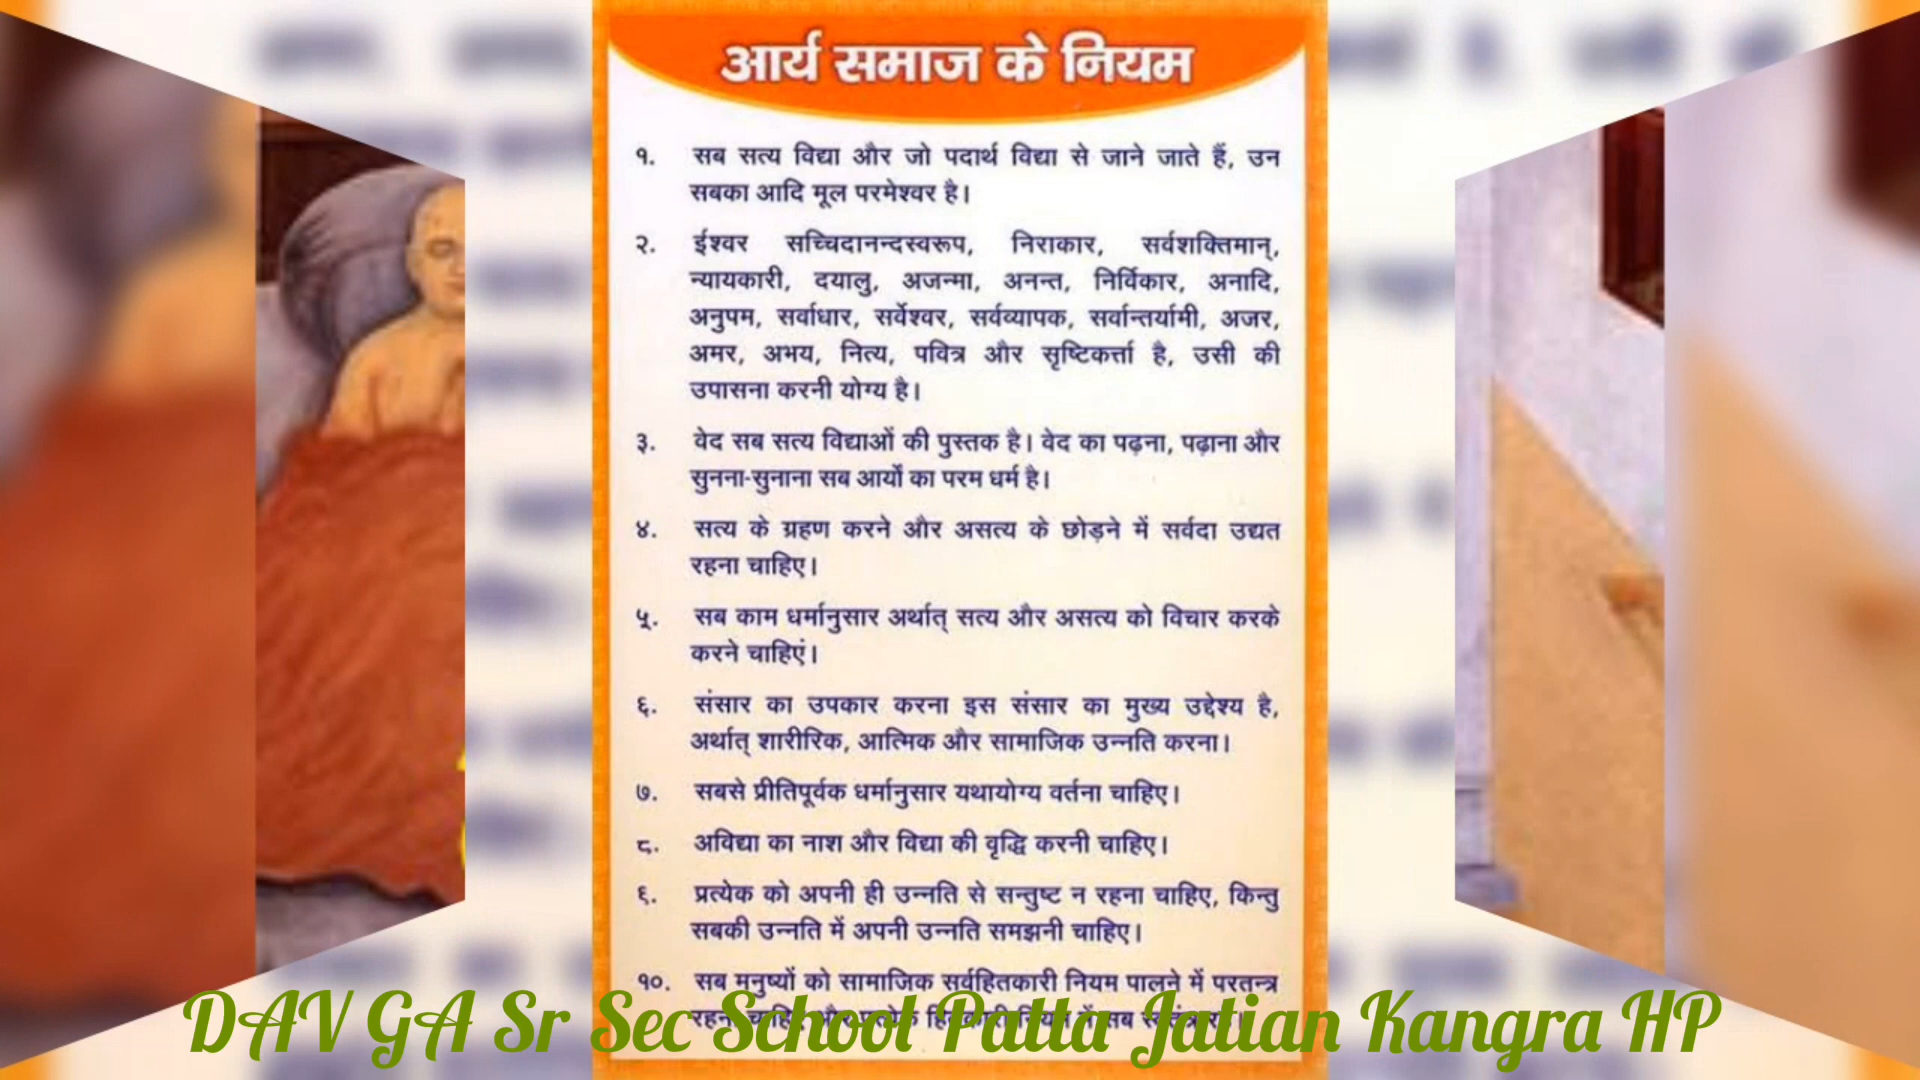 आर्य समाज के नियम
१. सब सत्य विद्या और जो पदार्थ विद्या से जाने जाते हैं, उन
सबका आदि मूल परमेश्वर है।
२. ईश्वर सच्चिदानन्दस्वरूप, निराकार, सर्वशक्तिमान्,
न्यायकारी, दयालु, अजन्मा, अनन्त, निर्विकार, अनादि,
अनुपम, सर्वाधार, सर्वेश्वर, सर्वव्यापक, सर्वान्तर्यामी, अजर,
अमर, अभय, नित्य, पवित्र और सृष्टिकर्त्ता है, उसी की
उपासना करनी योग्य है।
३. वेद सब सत्य विद्याओं की पुस्तक है। वेद का पढ़ना, पढ़ाना और
सुनना-सुनाना सब आर्यों का परम धर्म है।
४. सत्य के ग्रहण करने और असत्य के छोड़ने में सर्वदा उद्यत
रहना चाहिए।
५. सब काम धर्मानुसार अर्थात् सत्य और असत्य को विचार करके
करने चाहिएं।
६. संसार का उपकार करना इस संसार का मुख्य उद्देश्य है,
अर्थात् शारीरिक, आत्मिक और सामाजिक उन्नति करना।
७. सबसे प्रीतिपूर्वक धर्मानुसार यथायोग्य वर्तना चाहिए।
८. अविद्या का नाश और विद्या की वृद्धि करनी चाहिए।
९. प्रत्येक को अपनी ही उन्नति से सन्तुष्ट न रहना चाहिए, किन्तु
सबकी उन्नति में अपनी उन्नति समझनी चाहिए।
१०. सब मनुष्यों को सामाजिक सर्वहितकारी नियम पालने में परतन्त्र
DAV GA Sr Sec School Patta Jatian Kangra HP